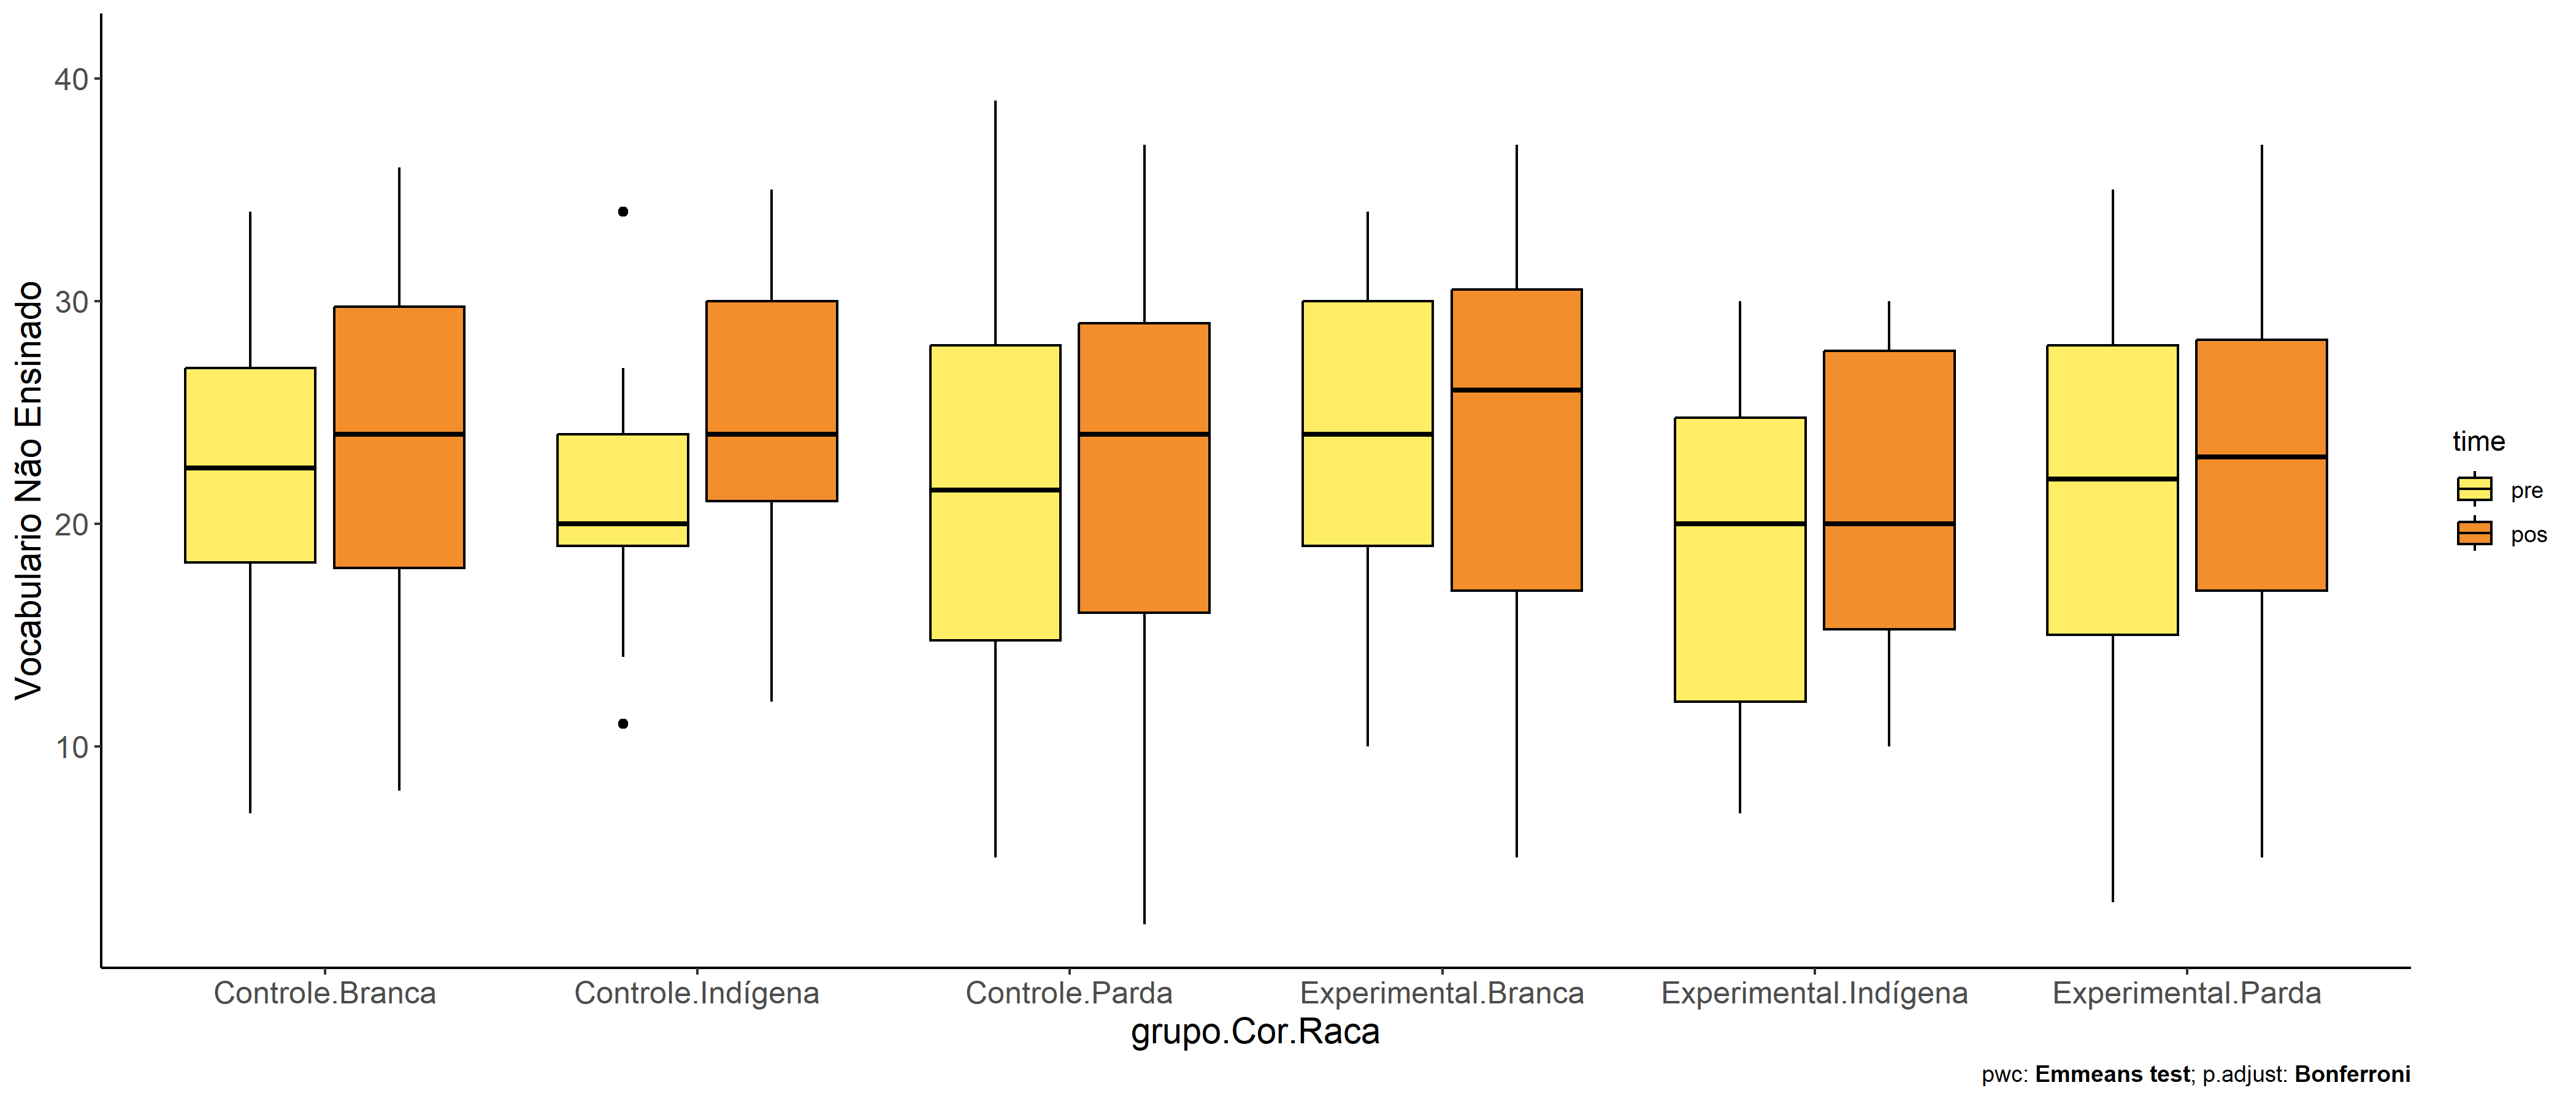 Vocabulario Não Ensinado
40
30
20
10
Controle.Branca
Controle.Indígena
Controle.Parda
Experimental.Branca
Experimental.Indígena
Experimental.Parda
grupo.Cor.Raca
time
pre
pos
pwc: Emmeans test; p.adjust: Bonferroni